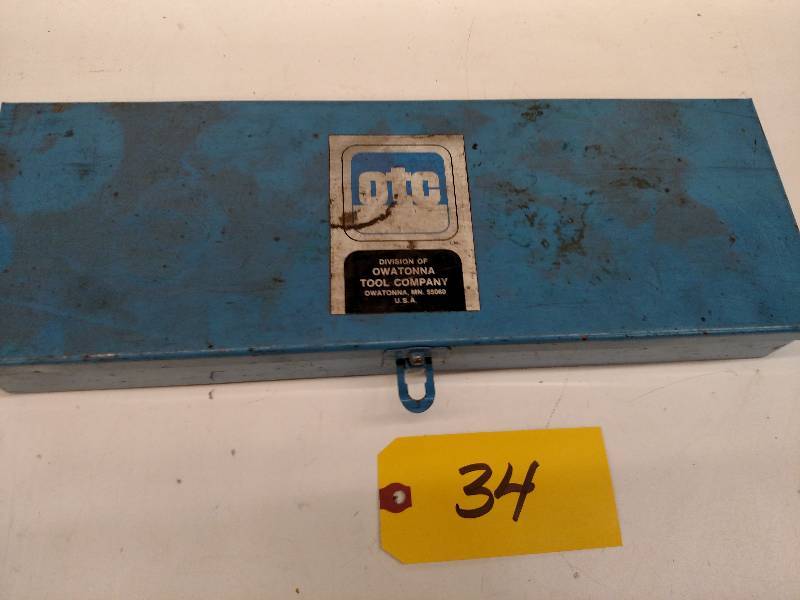 otc
DIVISION OF
OWATONNA
TOOL COMPANY
OWATONNA, MN. 55060
U.S.A.
34